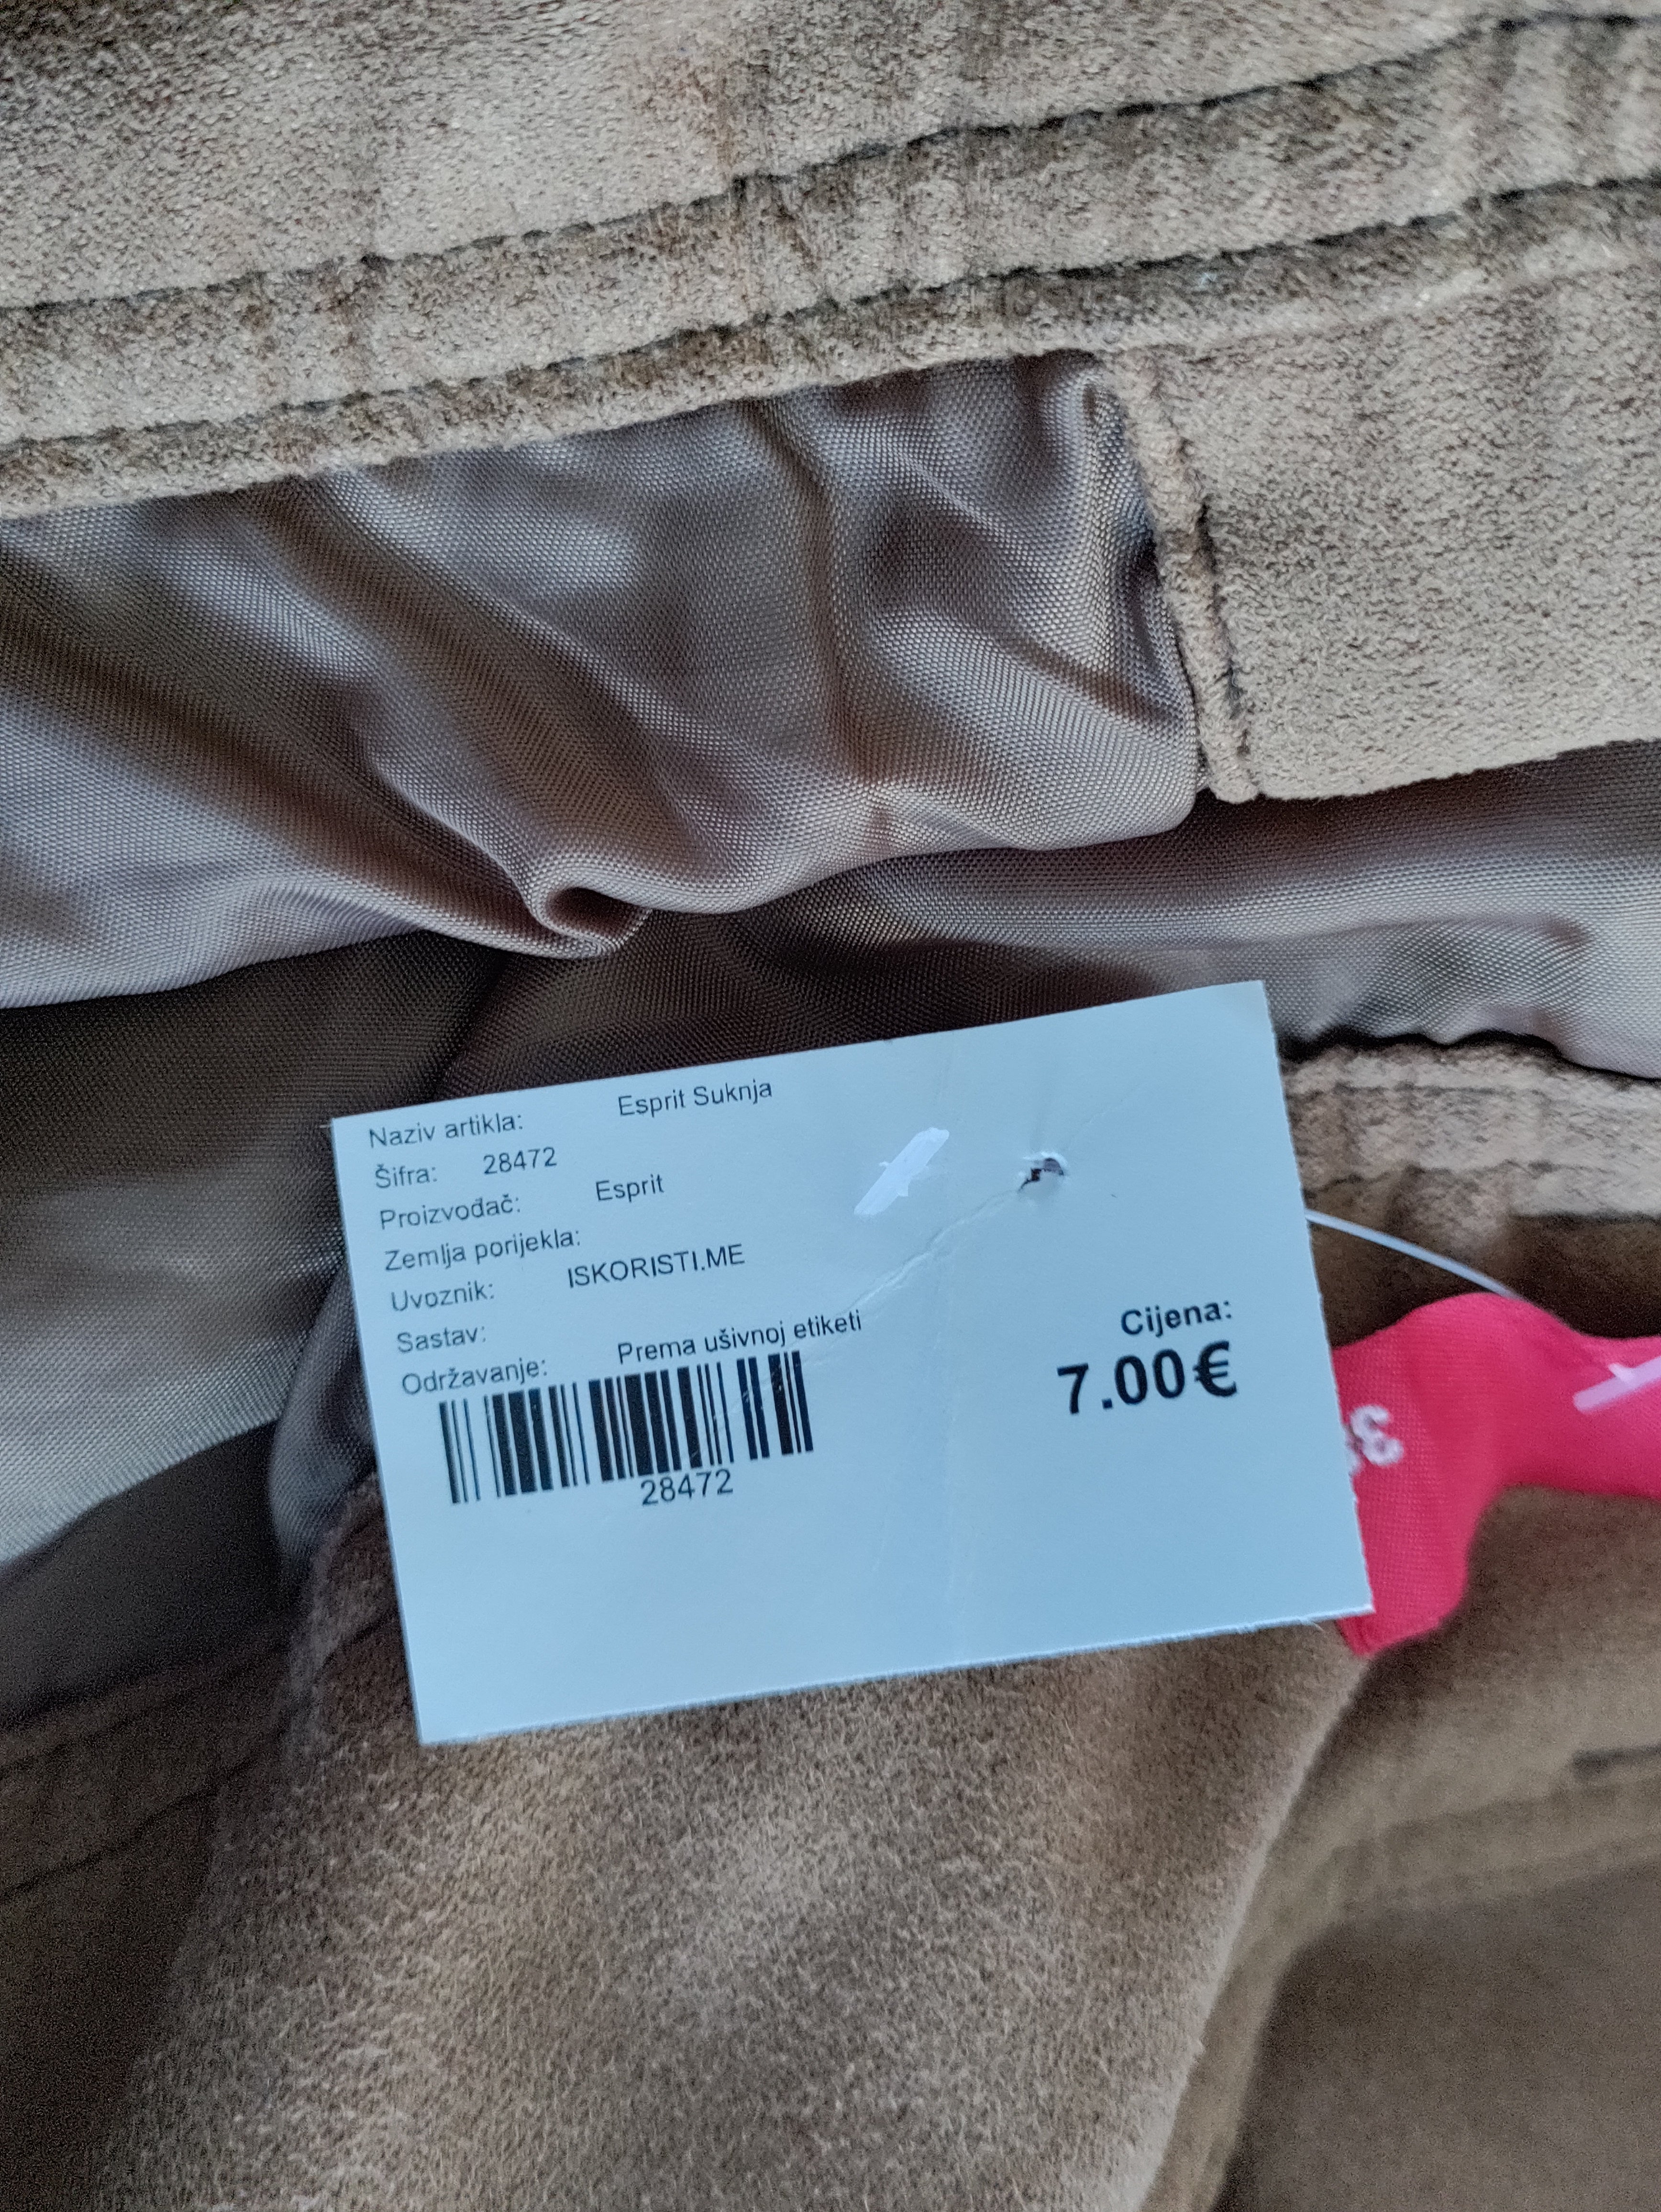 Naziv artikla: Esprit Suknja
Šifra: 28472
Proizvođač: Esprit
Zemlja porijekla:
Uvoznik: ISKORISTI.ME
Sastav:
Održavanje: Prema ušivnoj etiketi
28472
Cijena:
7.00€